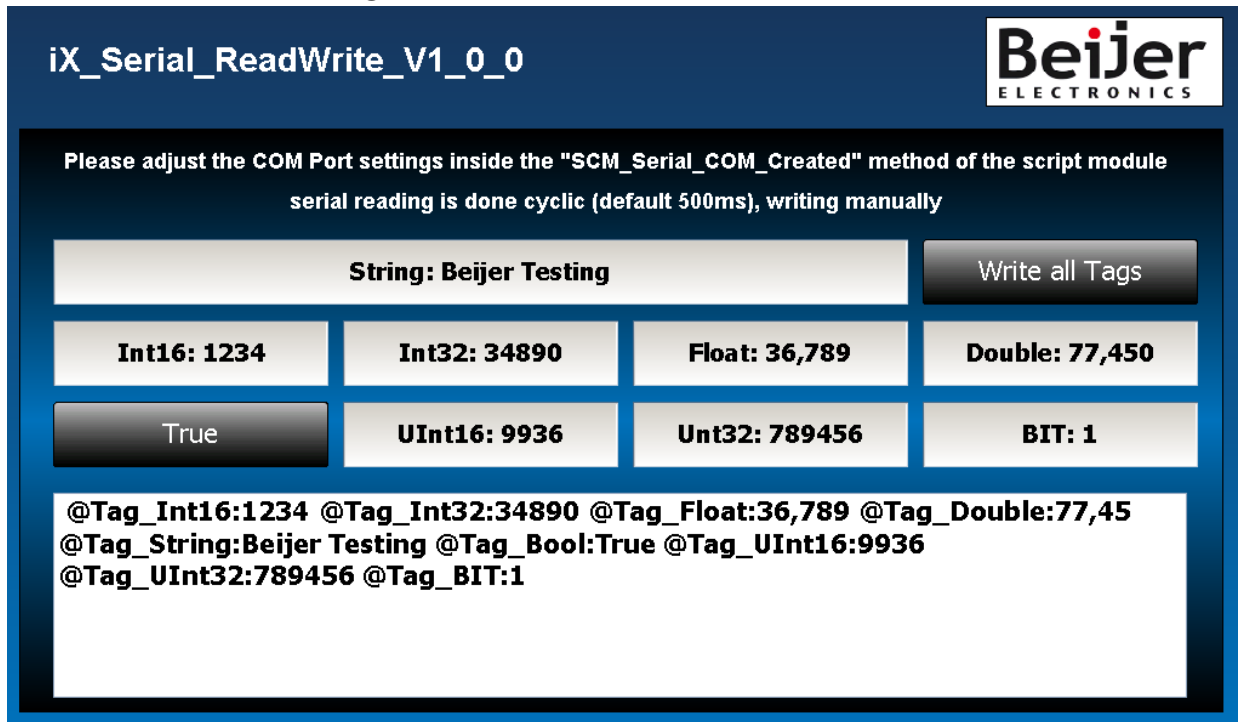 iX_Serial_ReadWrite_V1_0_0
Beijer
ELECTRONICS
Please adjust the COM Port settings inside the "SCM_Serial_COM_Created" method of the script module
serial reading is done cyclic (default 500ms), writing manually
String: Beijer Testing
Write all Tags
Int16: 1234
Int32: 34890
Float: 36,789
Double: 77,450
True
UInt16: 9936
Unt32: 789456
BIT: 1
@Tag_Int16:1234 @Tag_Int32:34890 @Tag_Float:36,789 @Tag_Double:77,45
@Tag_String:Beijer Testing @Tag_Bool:True @Tag_UInt16:9936
@Tag_UInt32:789456 @Tag_BIT:1